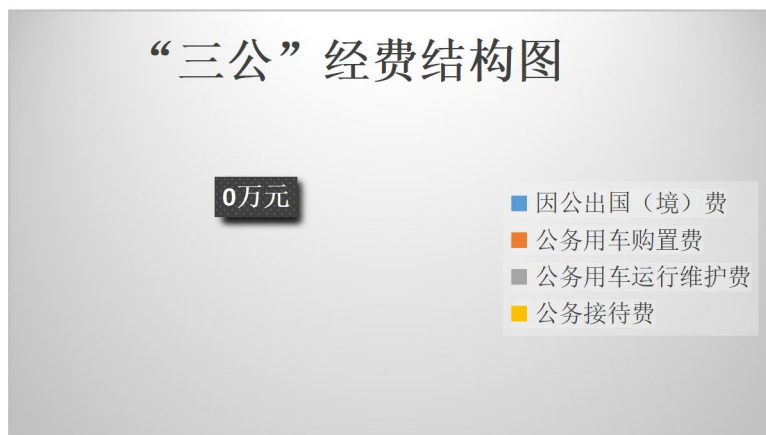 “三公”经费结构图
0万元
因公出国（境）费
公务用车购置费
公务用车运行维护费
公务接待费